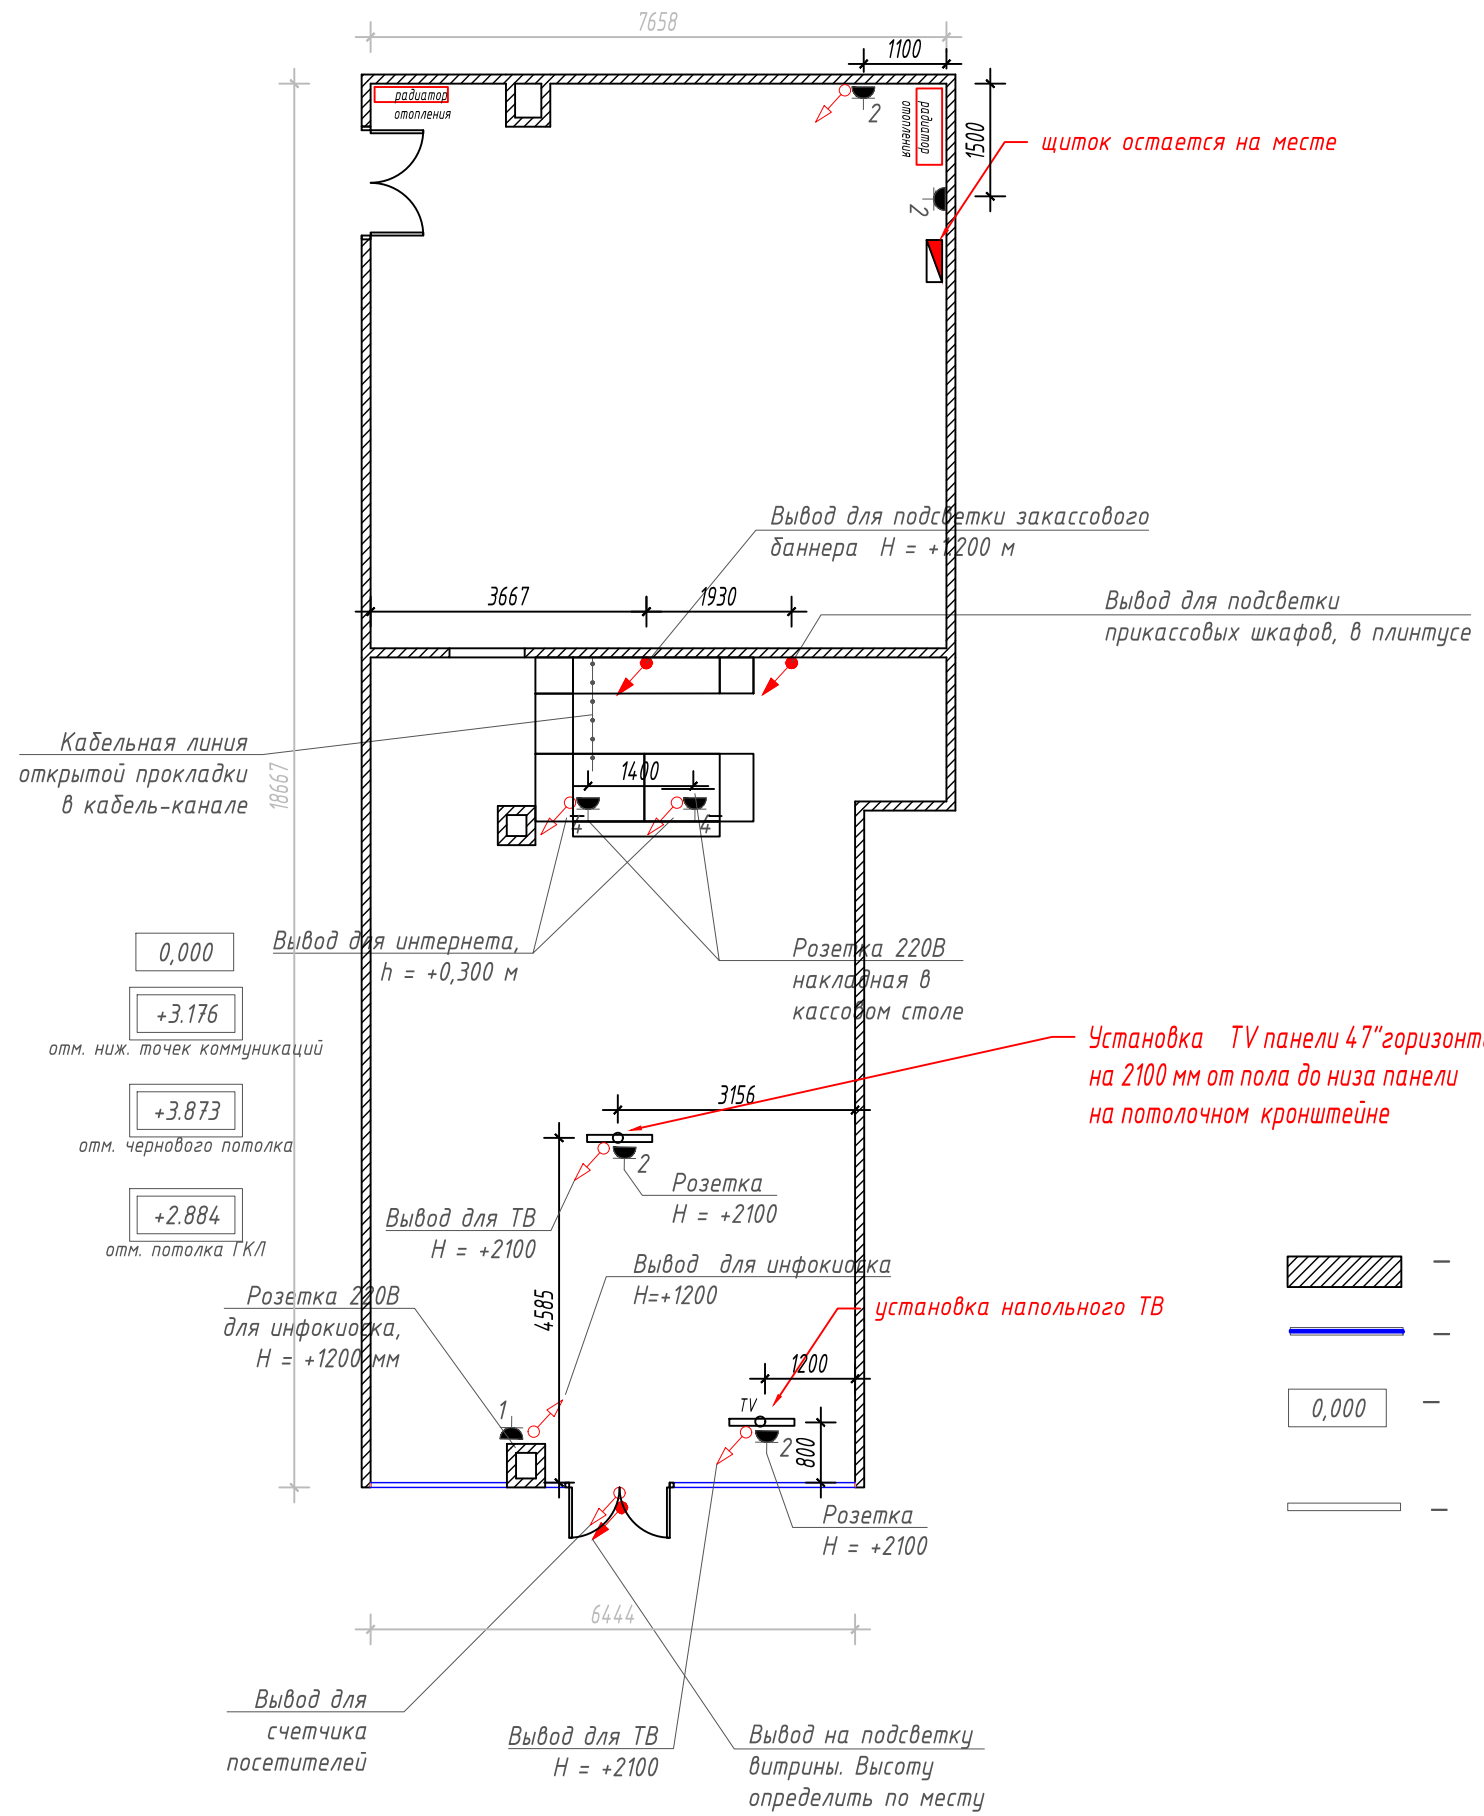 7658
1100
радиатор
отопления
2
радиатор
отопления
1500
щиток остается на месте
2
Вывод для подсветки закассового
баннера H = +1.200 м
3667
1930
Вывод для подсветки
прикассовых шкафов, в плинтусе
Кабельная линия
открытой прокладки
в кабель-канале
18667
1400
4
4
0,000
Вывод для интернета,
h = +0,300 м
Розетка 220В
накладная в
кассовом столе
+3.176
отм. ниж. точек коммуникаций
Установка TV панели 47"горизонт
на 2100 мм от пола до низа панели
на потолочном кронштейне
+3.873
отм. чернового потолка
3156
2
Розетка
H = +2100
+2.884
отм. потолка ГКЛ
Вывод для ТВ
H = +2100
Вывод для инфокиоска
H=+1200
Розетка 220В
для инфокиоска,
H = +1200 мм
4585
установка напольного ТВ
1200
1
TV
2
800
0,000
Розетка
H = +2100
6444
Вывод для
счетчика
посетителей
Вывод для ТВ
H = +2100
Вывод на подсветку
витрины. Высоту
определить по месту